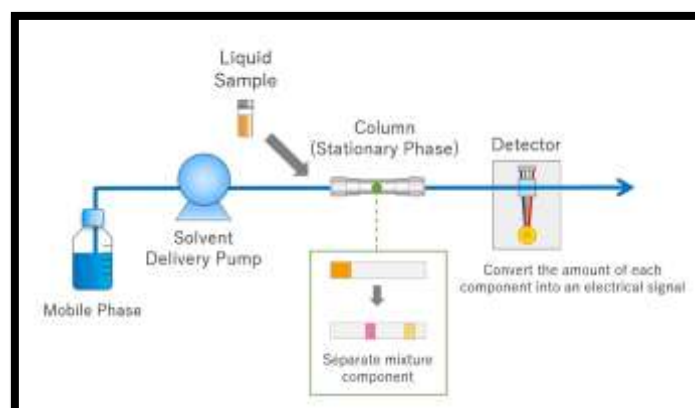 Liquid
Sample
Column
(Stationary Phase)
Detector
Solvent
Delivery Pump
Mobile Phase
Convert the amount of each
component into an electrical signal
Separate mixture
component